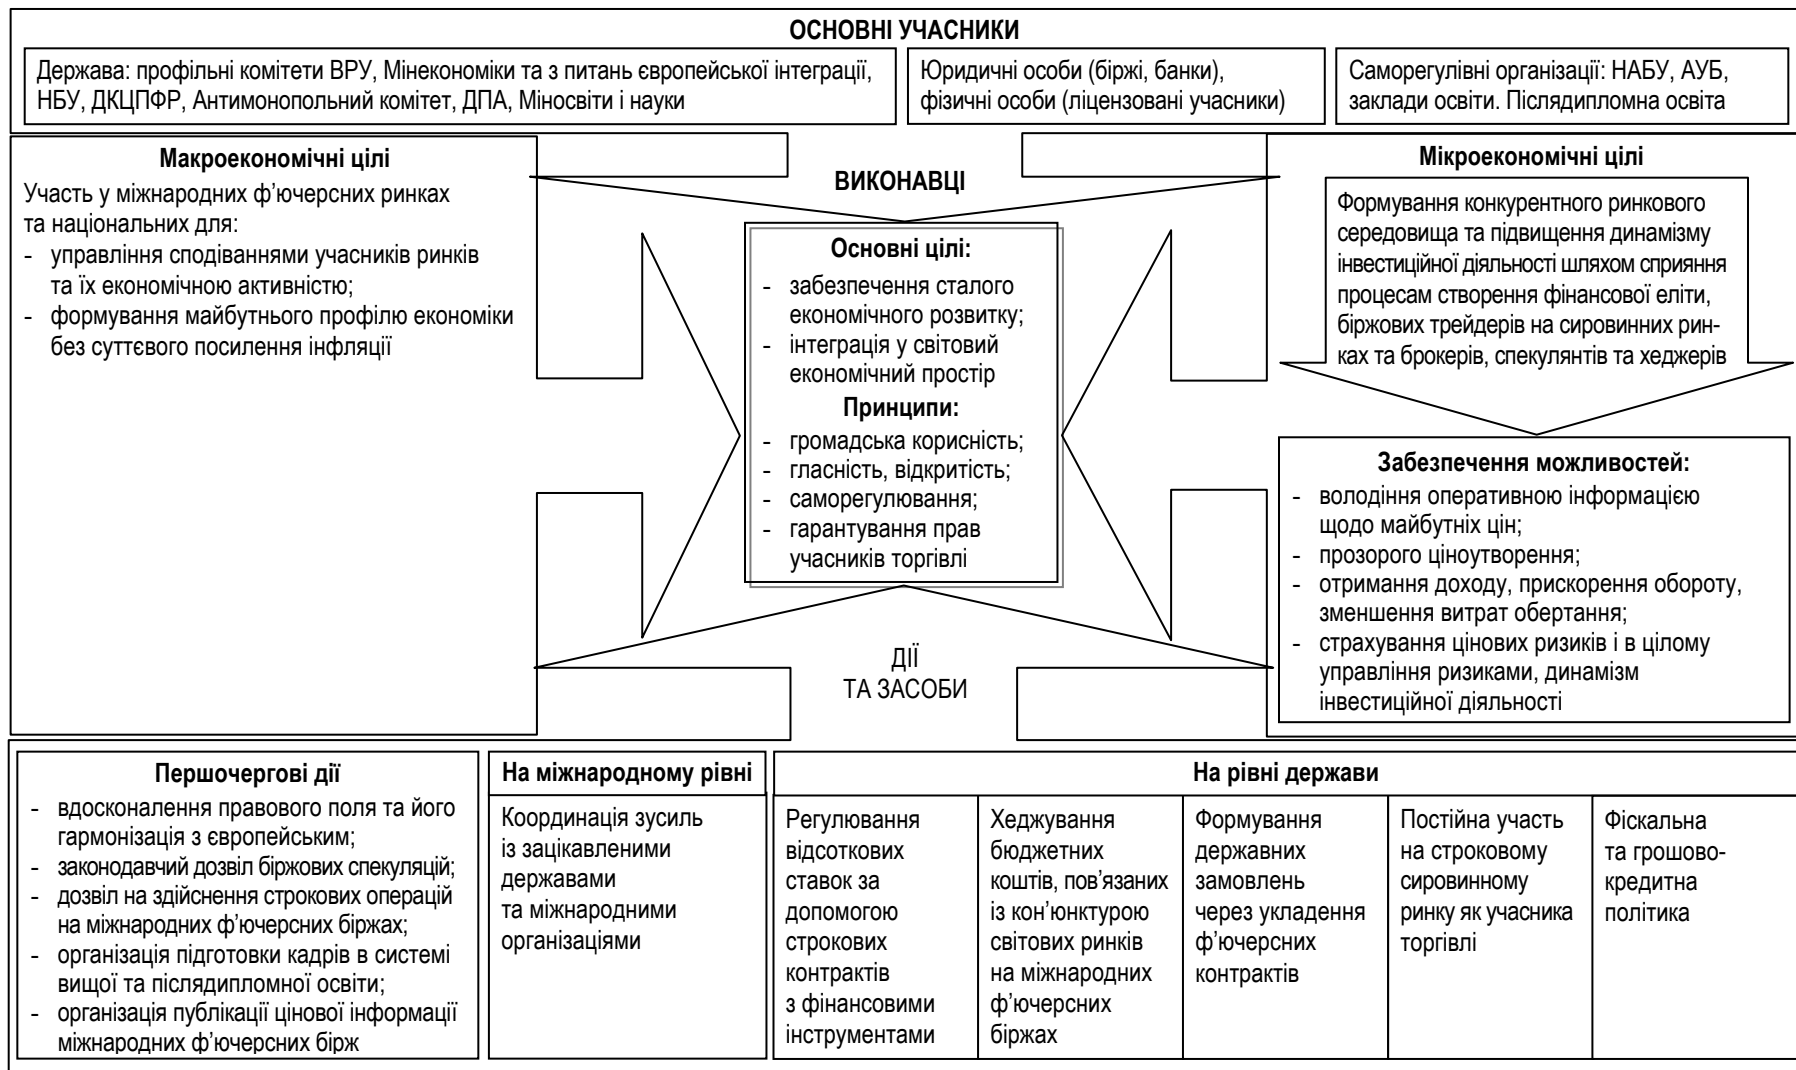 ОСНОВНІ УЧАСНИКИ
Держава: профільні комітети ВРУ, Мінекономіки та з питань європейської інтеграції,
НБУ, ДКЦПФР, Антимонопольний комітет, ДПА, Міносвіти і науки
Юридичні особи (біржі, банки),
фізичні особи (ліцензовані учасники)
Саморегулівні організації: НАБУ, АУБ,
заклади освіти. Післядипломна освіта
Макроекономічні цілі
Участь у міжнародних ф’ючерсних ринках
та національних для:
- управління сподіваннями учасників ринків
та їх економічною активністю;
- формування майбутнього профілю економіки
без суттєвого посилення інфляції
ВИКОНАВЦІ
Основні цілі:
- забезпечення сталого
економічного розвитку;
- інтеграція у світовий
економічний простір
Принципи:
- громадська корисність;
- гласність, відкритість;
- саморегулювання;
- гарантування прав
учасників торгівлі
ДІЇ
ТА ЗАСОБИ
Мікроекономічні цілі
Формування конкурентного ринкового
середовища та підвищення динамізму
інвестиційної діяльності шляхом сприяння
процесам створення фінансової еліти,
біржових трейдерів на сировинних рин-
ках та брокерів, спекулянтів та хеджерів
Забезпечення можливостей:
- володіння оперативною інформацією
щодо майбутніх цін;
- прозорого ціноутворення;
- отримання доходу, прискорення обороту,
зменшення витрат обертання;
- страхування цінових ризиків і в цілому
управління ризиками, динамізм
інвестиційної діяльності
Першочергові дії
- вдосконалення правового поля та його
гармонізація з європейським;
- законодавчий дозвіл біржових спекуляцій;
- дозвіл на здійснення строкових операцій
на міжнародних ф’ючерсних біржах;
- організація підготовки кадрів в системі
вищої та післядипломної освіти;
- організація публікації цінової інформації
міжнародних ф’ючерсних бірж
На міжнародному рівні
Координація зусиль
із зацікавленими
державами
та міжнародними
організаціями
На рівні держави
Регулювання
відсоткових
ставок за
допомогою
строкових
контрактів
з фінансовими
інструментами
Хеджування
бюджетних
коштів, пов’язаних
із кон’юнктурою
світових ринків
на міжнародних
ф’ючерсних
біржах
Формування
державних
замовлень
через укладення
ф’ючерсних
контрактів
Постійна участь
на строковому
сировинному
ринку як учасника
торгівлі
Фіскальна
та грошово-
кредитна
політика